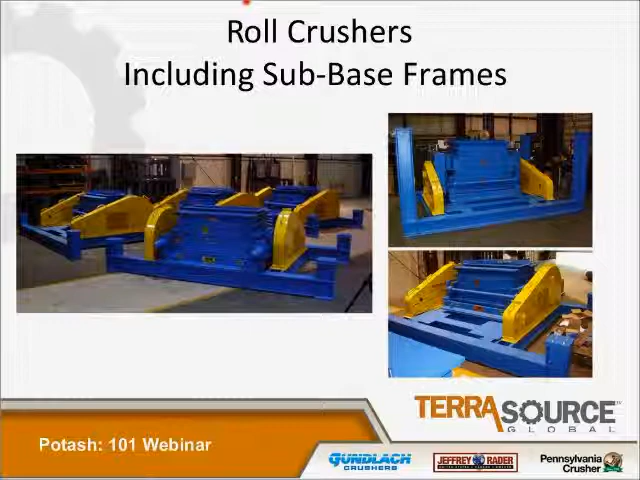 Roll Crushers
Including Sub-Base Frames
TERRASOURCE
GLOBAL
Potash: 101 Webinar
GUNDLACH
CRUSHERS
JEFFREY RADER
Pennsylvania
Crusher